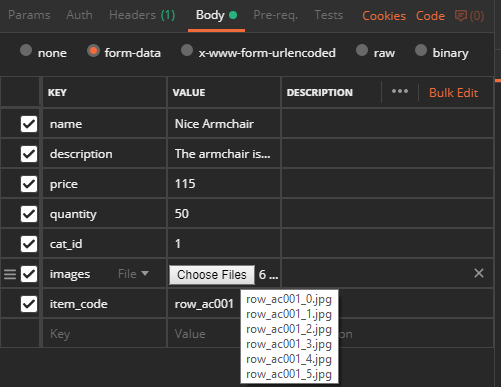 Params Auth Headers (1) Body Pre-req. Tests Cookies Code (0)
none form-data x-www-form-urlencoded raw binary
KEY VALUE DESCRIPTION ••• Bulk Edit
name Nice Armchair
description The armchair is...
price 115
quantity 50
cat_id 1
images File Choose Files 6 ...
item_code row_ac001
row_ac001_0.jpg
row_ac001_1.jpg
Key Value
row_ac001_2.jpg
row_ac001_3.jpg
row_ac001_4.jpg
row_ac001_5.jpg